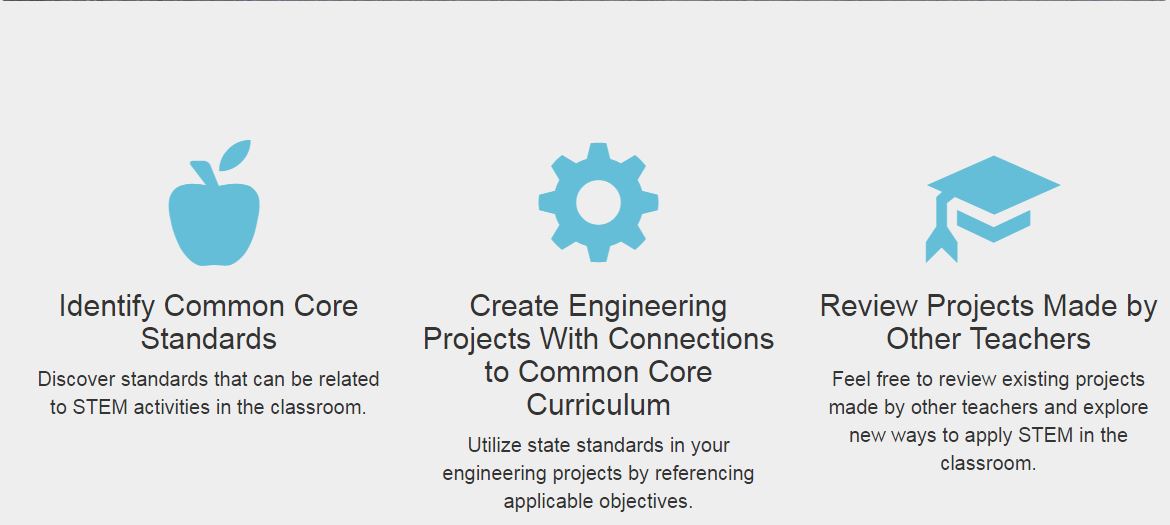 Identify Common Core
Standards
Discover standards that can be related
to STEM activities in the classroom.
Create Engineering
Projects With Connections
to Common Core
Curriculum
Utilize state standards in your
engineering projects by referencing
applicable objectives.
Review Projects Made by
Other Teachers
Feel free to review existing projects
made by other teachers and explore
new ways to apply STEM in the
classroom.